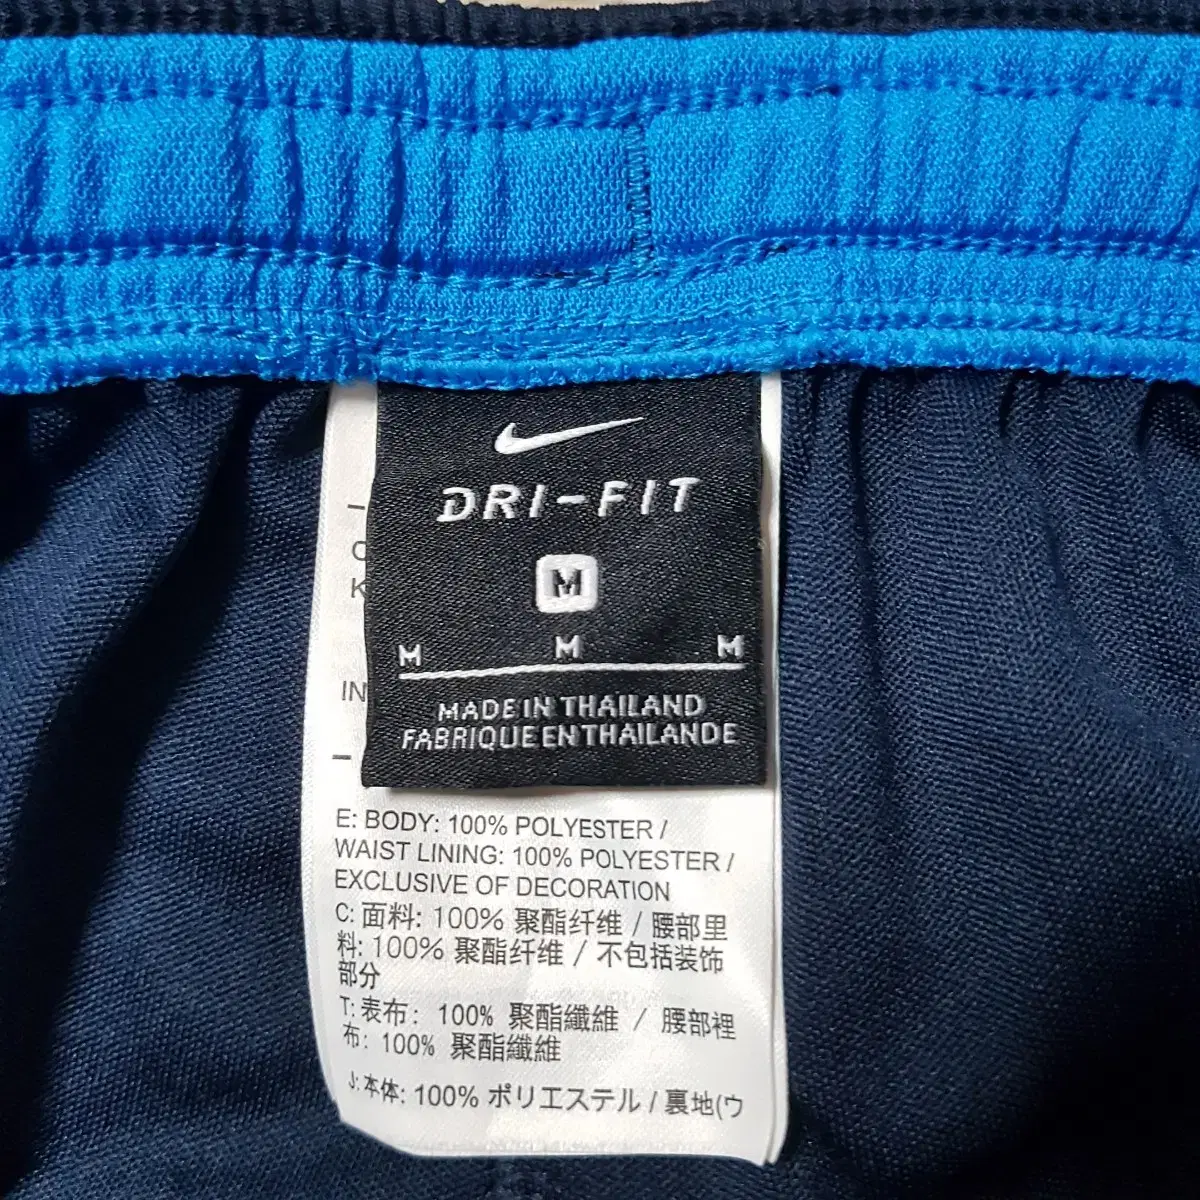 DRI-FIT
M
M M M
MADE IN THAILAND
FABRIQUE EN THAILANDE
E: BODY: 100% POLYESTER /
WAIST LINING: 100% POLYESTER /
EXCLUSIVE OF DECORATION
C: 面料: 100% 聚酯纤维 / 腰部里
料: 100% 聚酯纤维 / 不包括装饰
部分
T: 表布: 100% 聚酯纖維 / 腰部裡
布: 100% 聚酯纖維
J: 本体: 100% ポリエステル / 裏地(ウ